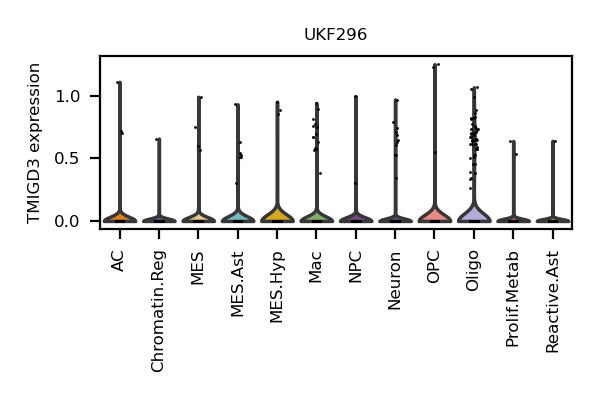 UKF296
TMIGD3 expression
1.0
0.5
0.0
AC
Chromatin.Reg
MES
MES.Ast
MES.Hyp
Mac
NPC
Neuron
OPC
Oligo
Prolif.Metab
Reactive.Ast